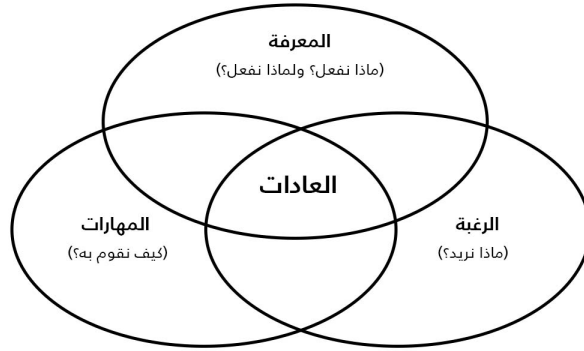 المعرفة
(ماذا نفعل؟ ولماذا نفعل؟)
العادات
المهارات
(كيف نقوم به؟)
الرغبة
(ماذا نريد؟)